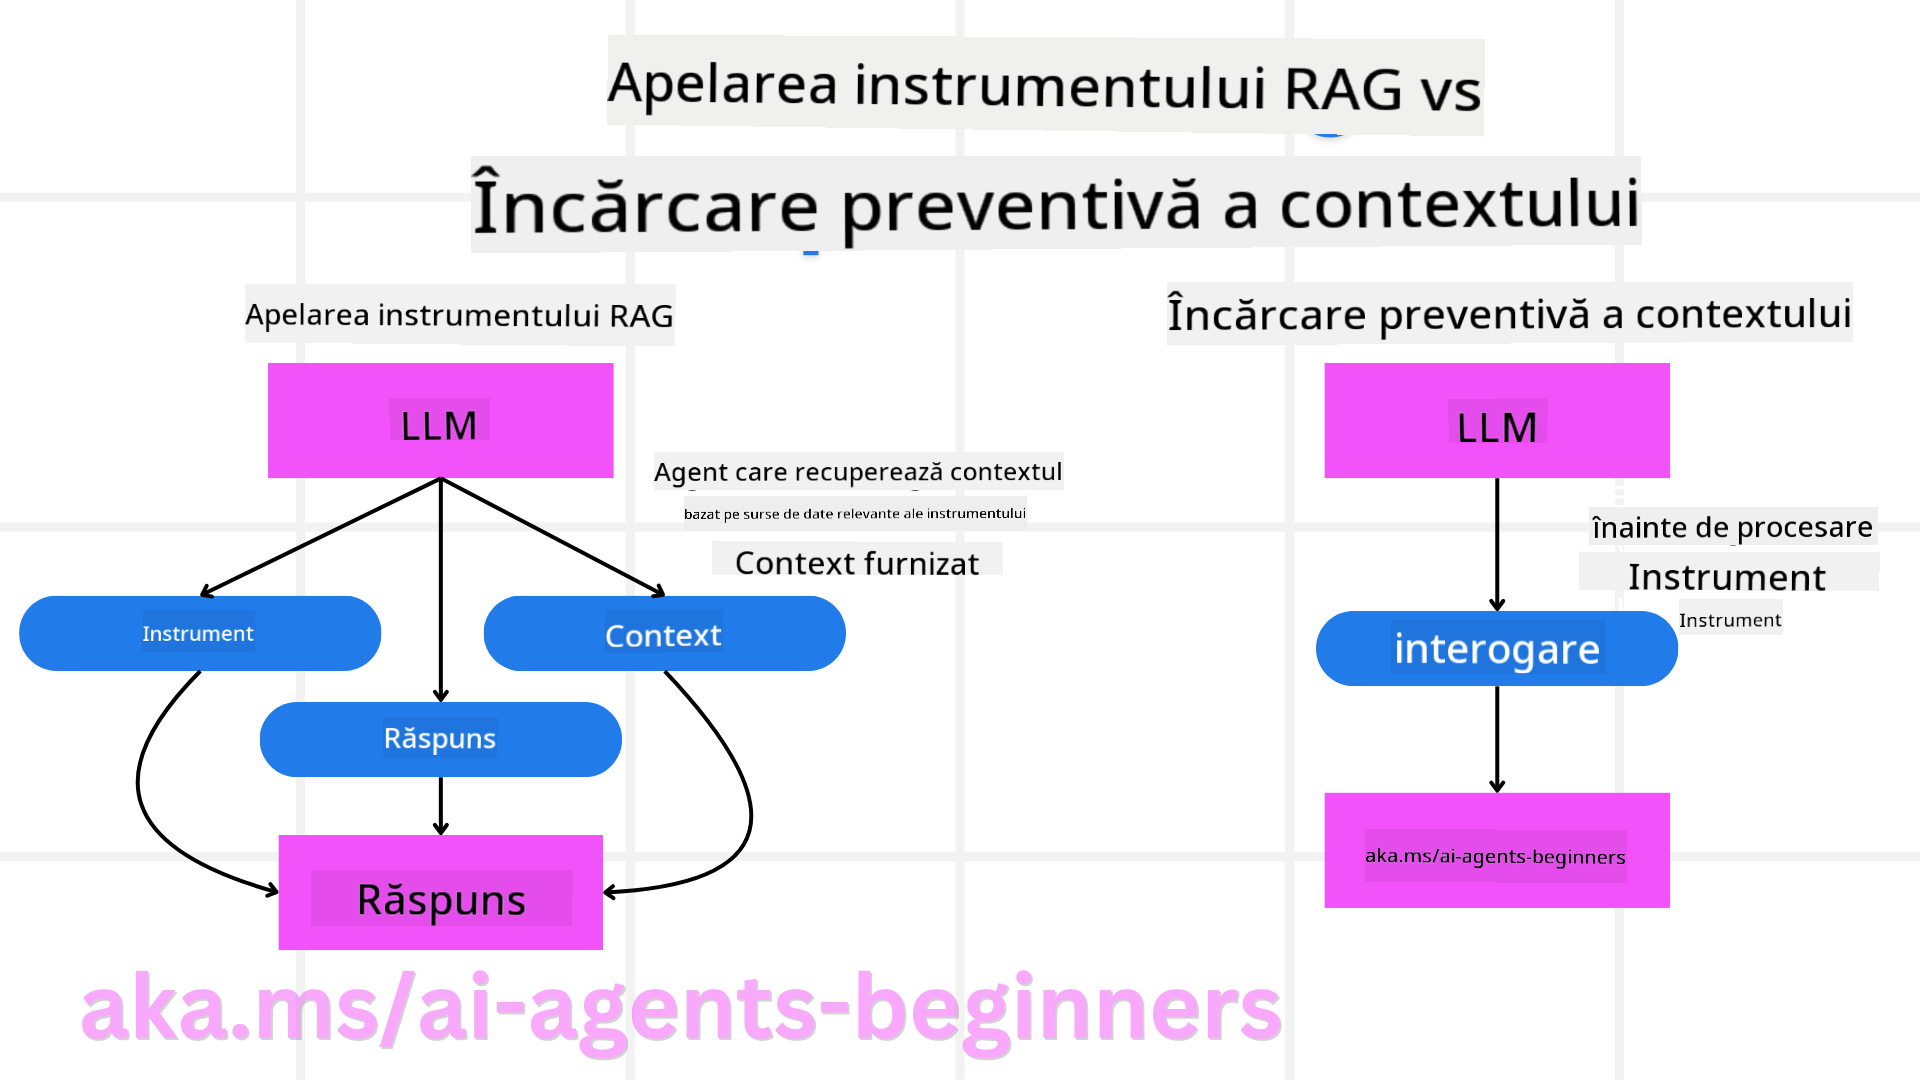 Apelarea instrumentului RAG vs
Încărcare preventivă a contextului
Apelarea instrumentului RAG
Încărcare preventivă a contextului
LLM
LLM
Agent care recuperează contextul
bazat pe surse de date relevante ale instrumentului
Context furnizat
înainte de procesare
Instrument
Instrument
Instrument
Context
interogare
Răspuns
Răspuns
aka.ms/ai-agents-beginners
aka.ms/ai-agents-beginners